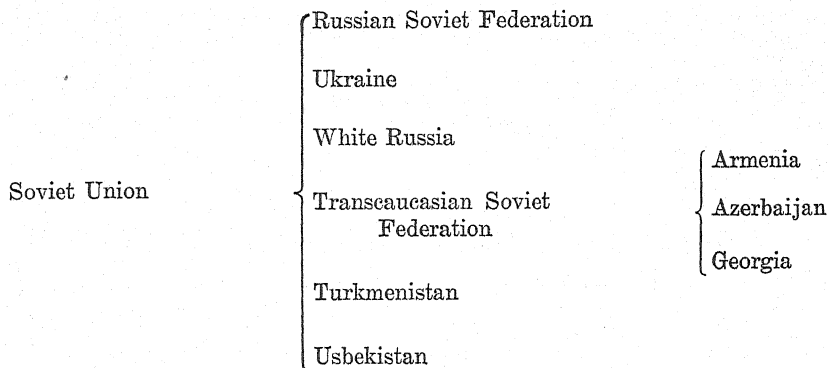 Russian Soviet Federation
Ukraine
White Russia
Soviet Union
Transcaucasian Soviet
Federation
Armenia
Azerbaijan
Georgia
Turkmenistan
Usbekistan